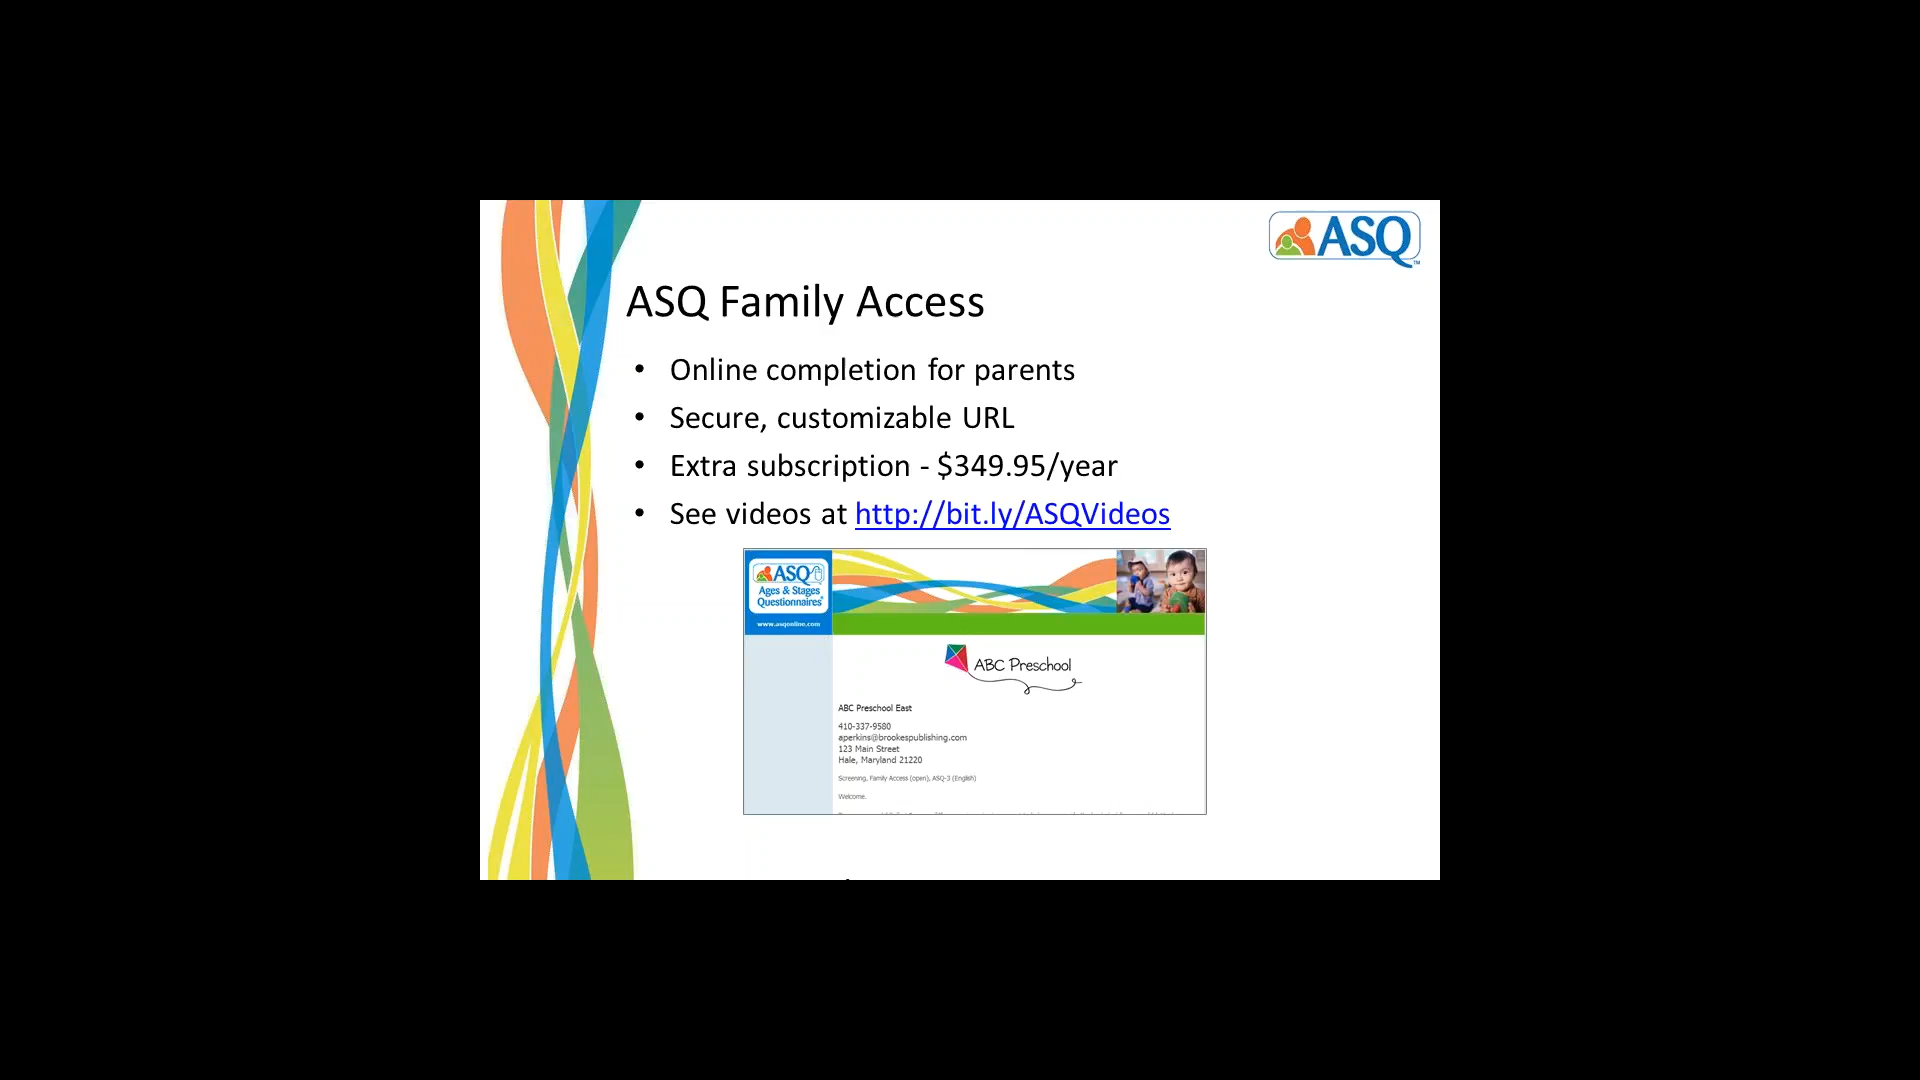 ASQ™
ASQ Family Access
• Online completion for parents
• Secure, customizable URL
• Extra subscription - $349.95/year
• See videos at http://bit.ly/ASQVideos
ASQ
Ages & Stages
Questionnaires®
www.asqonline.com
ABC Preschool
ABC Preschool East
410-337-9580
aperkins@brookespublishing.com
123 Main Street
Hale, Maryland 21220
Screening, Family Access (open), ASQ-3 (English)
Welcome.